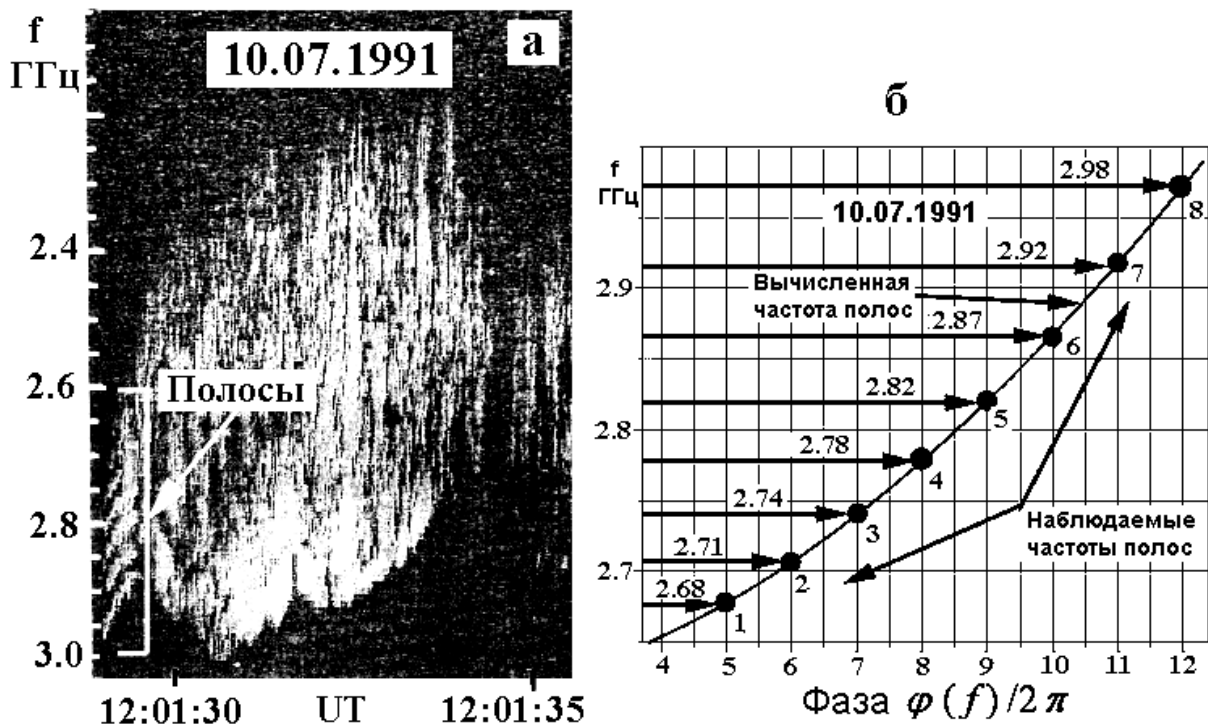 f
ГГц
10.07.1991
а
2.4
2.6
Полосы
2.8
3.0
12:01:30 UT 12:01:35
б
f
ГГц
2.98
10.07.1991
8
2.92
7
2.9
Вычисленная
частота полос
2.87
6
2.82
5
2.8
2.78
4
2.74
3
Наблюдаемые
частоты полос
2.71
2
2.7
2.68
1
4 5 6 7 8 9 10 11 12
Фаза φ(f)/2π